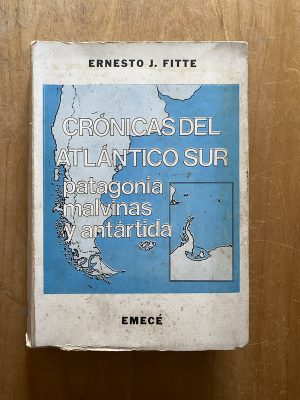 ERNESTO J. FITTE
CRÓNICAS DEL
ATLÁNTICO SUR
patagonia
malvinas
y antártida
EMECÉ